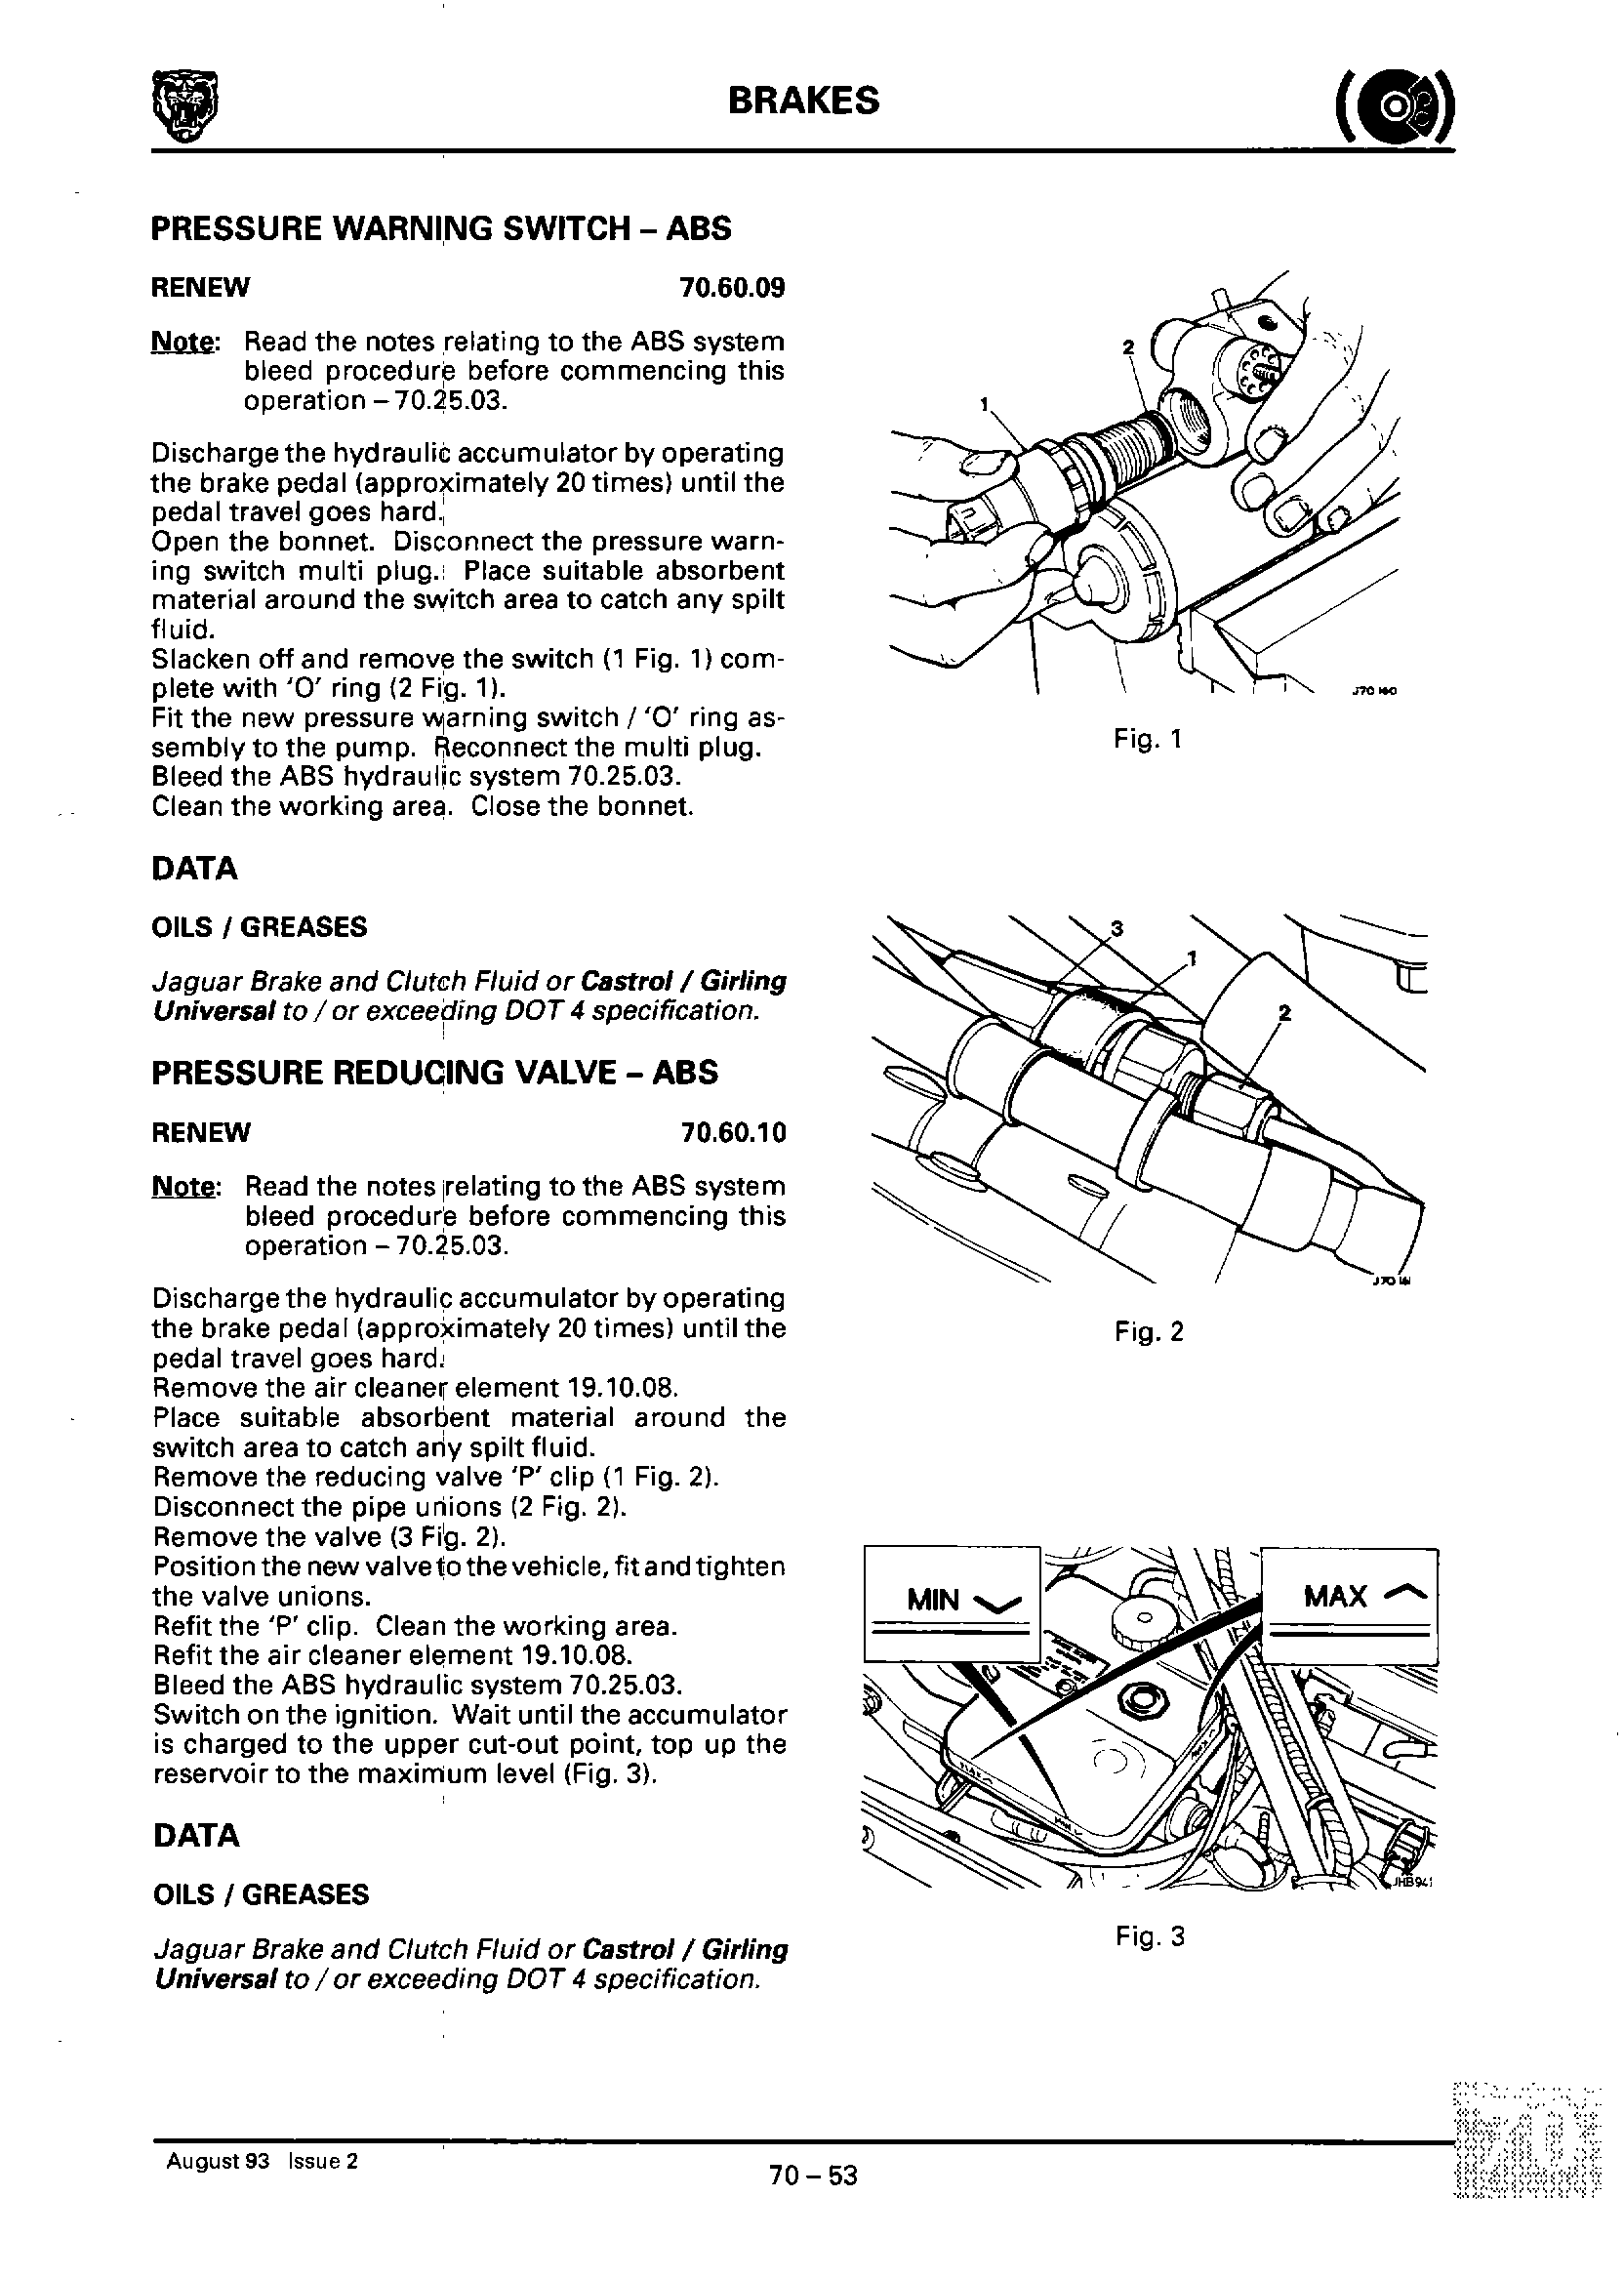 BRAKES
PRESSURE WARNING SWITCH – ABS
RENEW 70.60.09
Note: Read the notes relating to the ABS system
bleed procedure before commencing this
operation – 70.25.03.
Discharge the hydraulic accumulator by operating
the brake pedal (approximately 20 times) until the
pedal travel goes hard.
Open the bonnet. Disconnect the pressure warn-
ing switch multi plug. Place suitable absorbent
material around the switch area to catch any spilt
fluid.
Slacken off and remove the switch (1 Fig. 1) com-
plete with 'O' ring (2 Fig. 1).
Fit the new pressure warning switch / 'O' ring as-
sembly to the pump. Reconnect the multi plug.
Bleed the ABS hydraulic system 70.25.03.
Clean the working area. Close the bonnet.
DATA
OILS / GREASES
Jaguar Brake and Clutch Fluid or Castrol / Girling
Universal to / or exceeding DOT 4 specification.
PRESSURE REDUCING VALVE – ABS
RENEW 70.60.10
Note: Read the notes relating to the ABS system
bleed procedure before commencing this
operation – 70.25.03.
Discharge the hydraulic accumulator by operating
the brake pedal (approximately 20 times) until the
pedal travel goes hard.
Remove the air cleaner element 19.10.08.
Place suitable absorbent material around the
switch area to catch any spilt fluid.
Remove the reducing valve 'P' clip (1 Fig. 2).
Disconnect the pipe unions (2 Fig. 2).
Remove the valve (3 Fig. 2).
Position the new valve to the vehicle, fit and tighten
the valve unions.
Refit the 'P' clip. Clean the working area.
Refit the air cleaner element 19.10.08.
Bleed the ABS hydraulic system 70.25.03.
Switch on the ignition. Wait until the accumulator
is charged to the upper cut-out point, top up the
reservoir to the maximum level (Fig. 3).
DATA
OILS / GREASES
Jaguar Brake and Clutch Fluid or Castrol / Girling
Universal to / or exceeding DOT 4 specification.
2
1
Fig. 1
3
1
2
Fig. 2
MIN
MAX
JHB941
Fig. 3
August 93 Issue 2
70 – 53